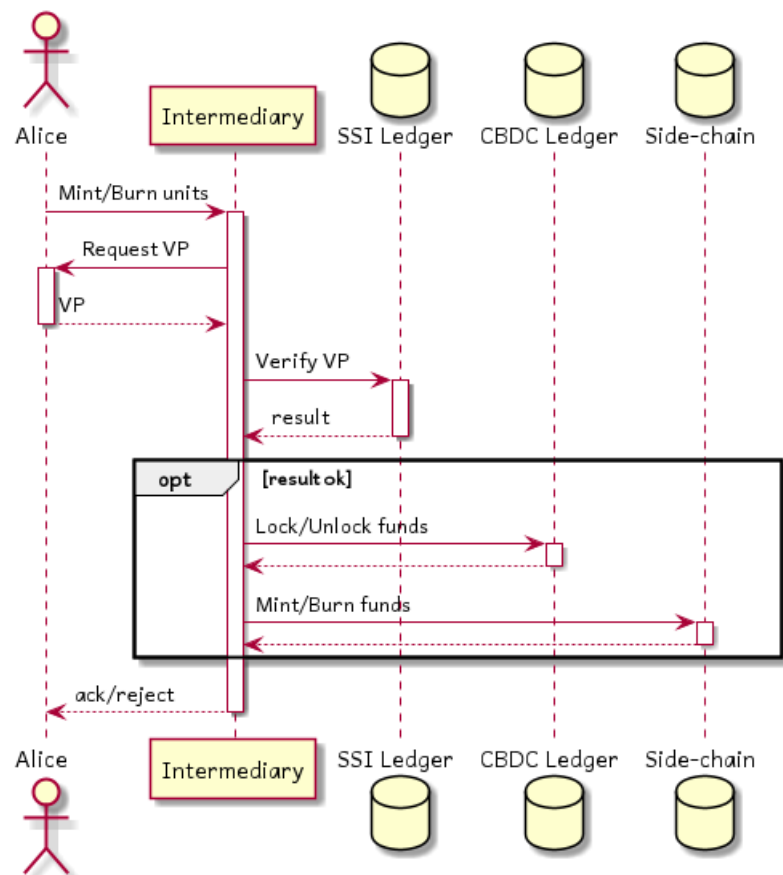 Alice
Intermediary
SSI Ledger
CBDC Ledger
Side-chain
Mint/Burn units
Request VP
VP
Verify VP
result
opt
[result ok]
Lock/Unlock funds
Mint/Burn funds
ack/reject
Alice
Intermediary
SSI Ledger
CBDC Ledger
Side-chain